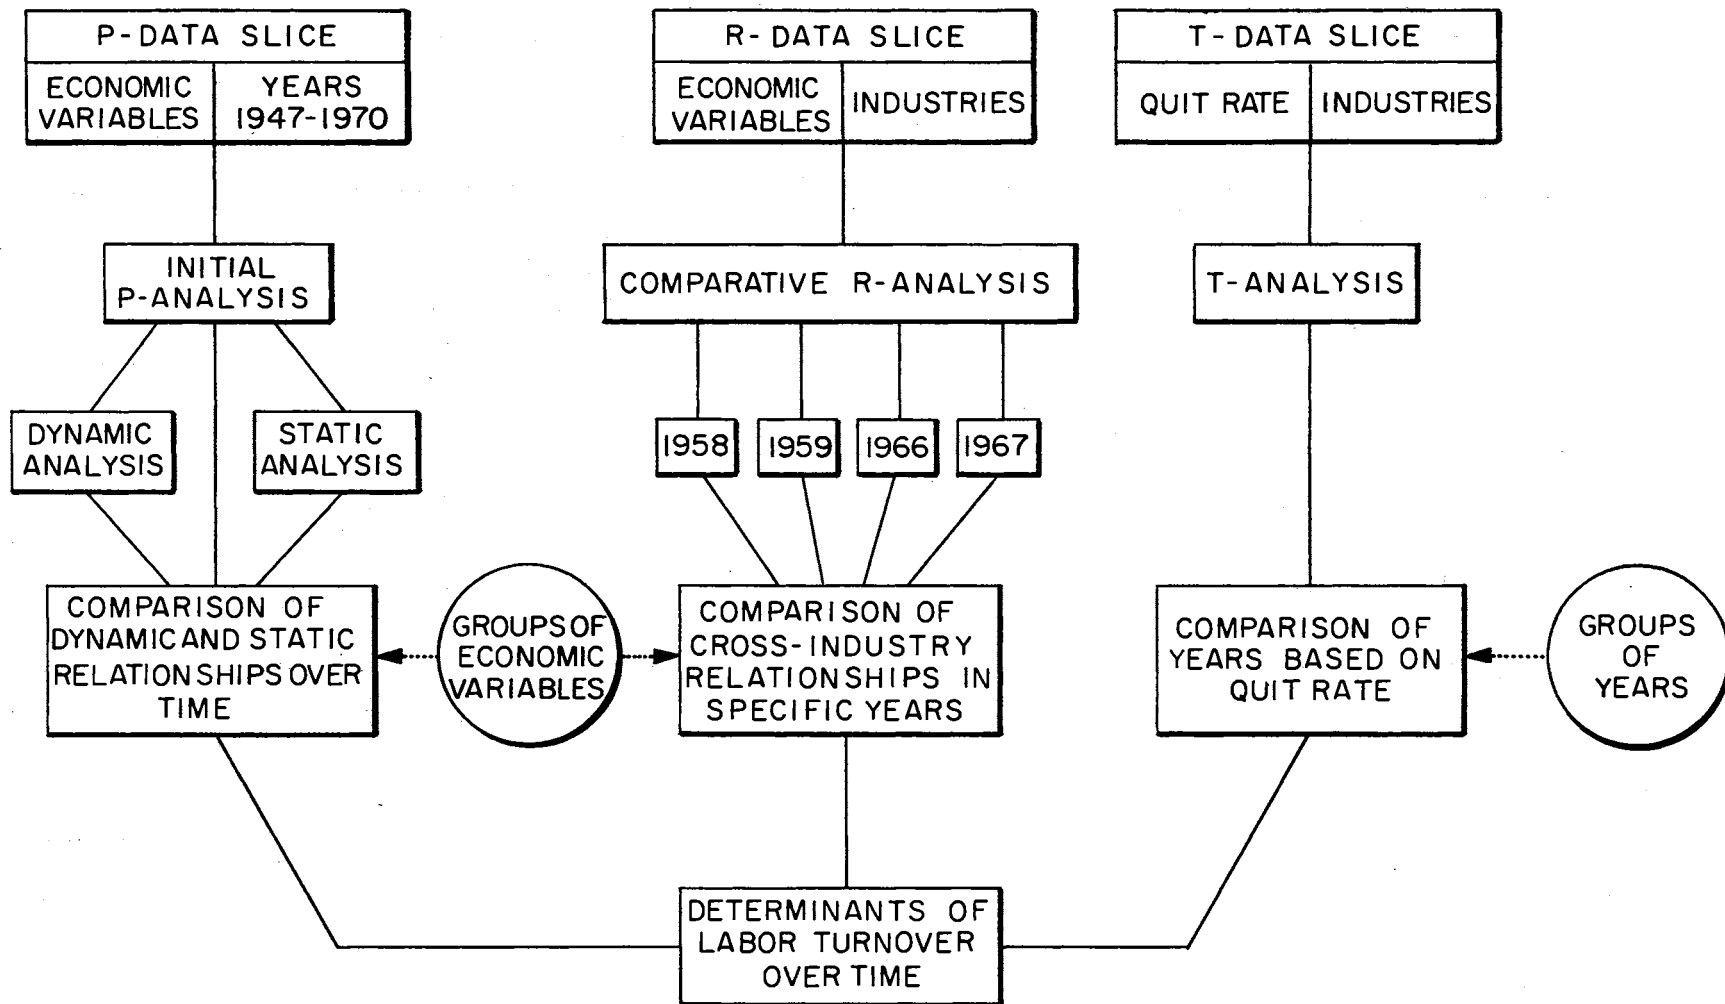 P-DATA SLICE
ECONOMIC
VARIABLES
YEARS
1947-1970
R-DATA SLICE
ECONOMIC
VARIABLES
INDUSTRIES
T-DATA SLICE
QUIT RATE
INDUSTRIES
INITIAL
P-ANALYSIS
COMPARATIVE R-ANALYSIS
T-ANALYSIS
DYNAMIC
ANALYSIS
STATIC
ANALYSIS
1958
1959
1966
1967
COMPARISON OF
DYNAMIC AND STATIC
RELATIONSHIPS OVER
TIME
GROUPS OF
ECONOMIC
VARIABLES
COMPARISON OF
CROSS-INDUSTRY
RELATIONSHIPS IN
SPECIFIC YEARS
COMPARISON OF
YEARS BASED ON
QUIT RATE
GROUPS
OF
YEARS
DETERMINANTS OF
LABOR TURNOVER
OVER TIME